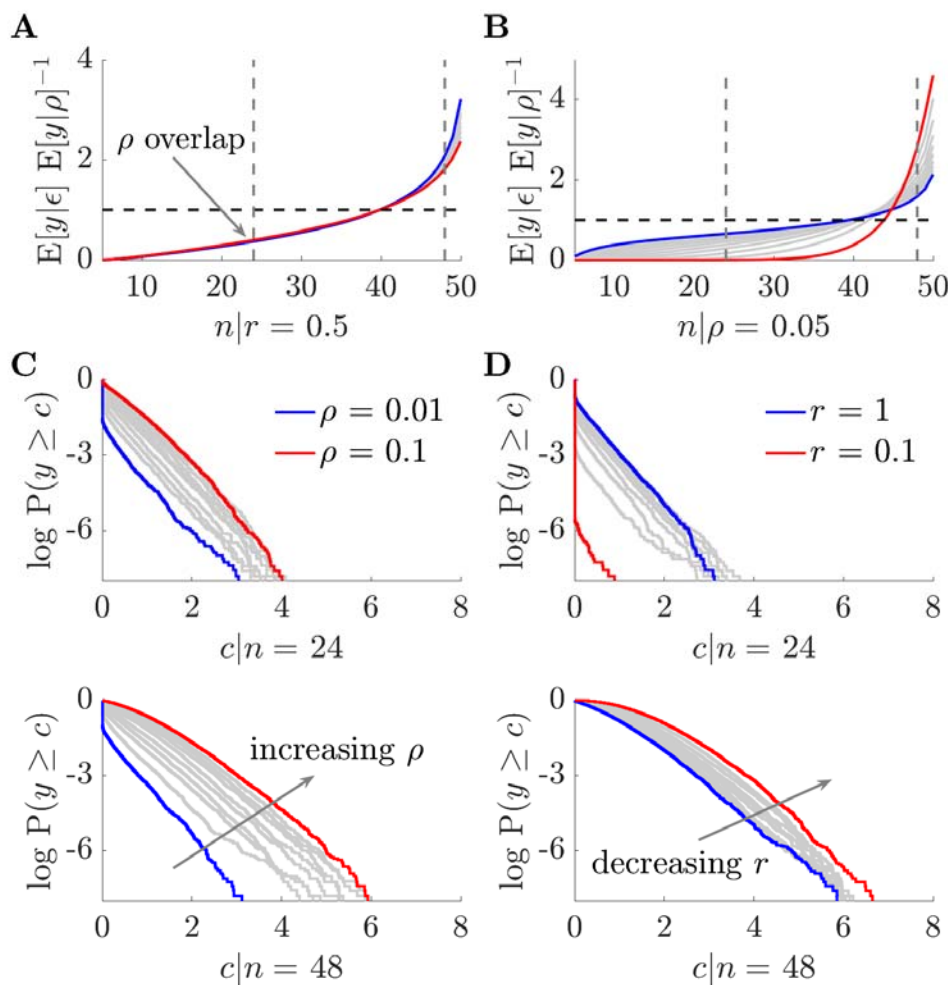 A
B
E[y|ϵ] E[y|ρ]⁻¹
4
2
0
ρ overlap
10 20 30 40 50
n|r = 0.5
E[y|ϵ] E[y|ρ]⁻¹
4
2
0
10 20 30 40 50
n|ρ = 0.05
C
D
log P(y ≥ c)
0
-3
-6
ρ = 0.01
ρ = 0.1
0 2 4 6 8
c|n = 24
log P(y ≥ c)
0
-3
-6
r = 1
r = 0.1
0 2 4 6 8
c|n = 24
log P(y ≥ c)
0
-3
-6
increasing ρ
0 2 4 6 8
c|n = 48
log P(y ≥ c)
0
-3
-6
decreasing r
0 2 4 6 8
c|n = 48